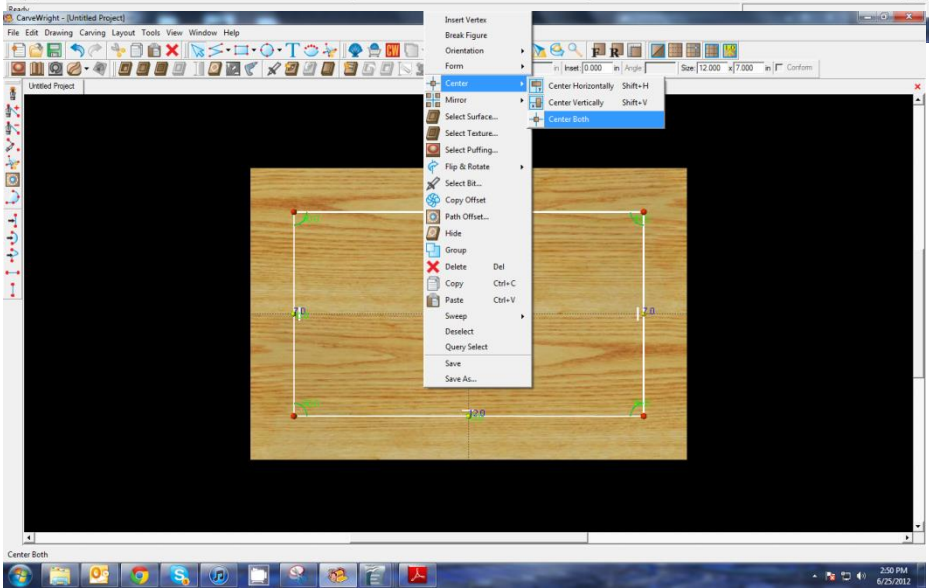 Ready
CarveWright - [Untitled Project]
File Edit Drawing Carving Layout Tools View Window Help
in Inset: 0.000 in Angle: Size: 12.000 x 7.000 in Conform
Untitled Project
Insert Vertex
Break Figure
Orientation
Form
Center
Mirror
Select Surface...
Select Texture...
Select Puffing...
Flip & Rotate
Select Bit...
Copy Offset
Path Offset...
Hide
Group
Delete Del
Copy Ctrl+C
Paste Ctrl+V
Sweep
Deselect
Query Select
Save
Save As...
Center Horizontally Shift+H
Center Vertically Shift+V
Center Both
7.0
7.0
12.0
Center Both
2:50 PM
6/25/2012